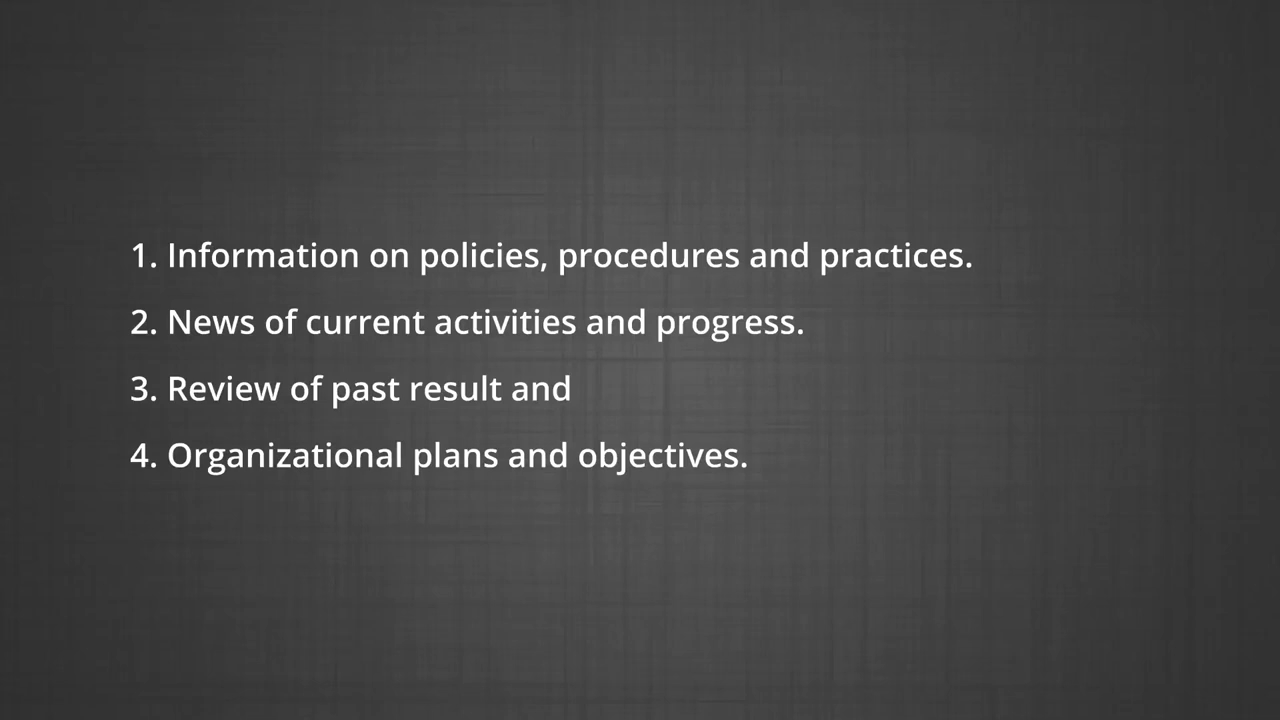 1. Information on policies, procedures and practices.
2. News of current activities and progress.
3. Review of past result and
4. Organizational plans and objectives.